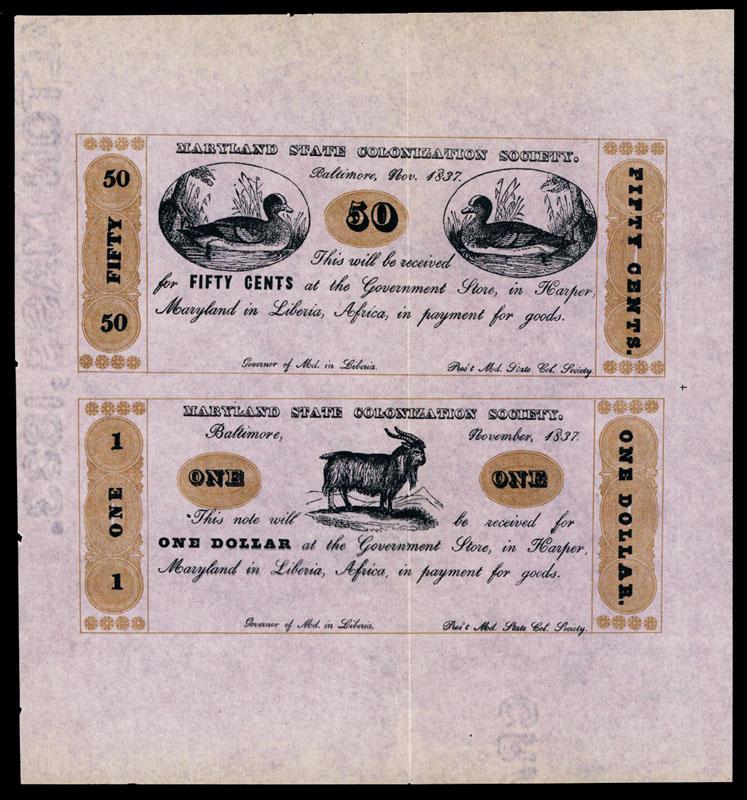 MARYLAND STATE COLONIZATION SOCIETY.
Baltimore, Nov. 1837.
50
FIFTY
50
50
FIFTY CENTS.
This will be received
for FIFTY CENTS at the Government Store, in Harper,
Maryland in Liberia, Africa, in payment for goods.
Governor of Md. in Liberia.
Pres't Md. State Col. Society
MARYLAND STATE COLONIZATION SOCIETY.
Baltimore, November, 1837.
1
ONE
1
ONE
ONE
ONE DOLLAR.
This note will be received for
ONE DOLLAR at the Government Store, in Harper,
Maryland in Liberia, Africa, in payment for goods.
Governor of Md. in Liberia.
Pres't Md. State Col. Society.